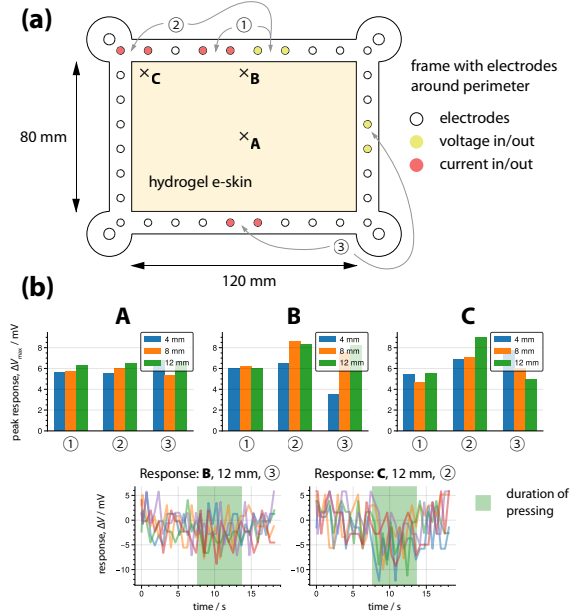 (a)
② ①
C B
A
80 mm
hydrogel e-skin
③
120 mm
frame with electrodes
around perimeter
electrodes
voltage in/out
current in/out
(b)
A B C
peak response, ΔVmax / mV
8
6
4
2
0
4 mm
8 mm
12 mm
① ② ③
4 mm
8 mm
12 mm
① ② ③
4 mm
8 mm
12 mm
① ② ③
Response: B, 12 mm, ③
Response: C, 12 mm, ②
response, ΔV / mV
5
0
−5
−10
0 5 10 15
time / s
0 5 10 15
time / s
duration of
pressing